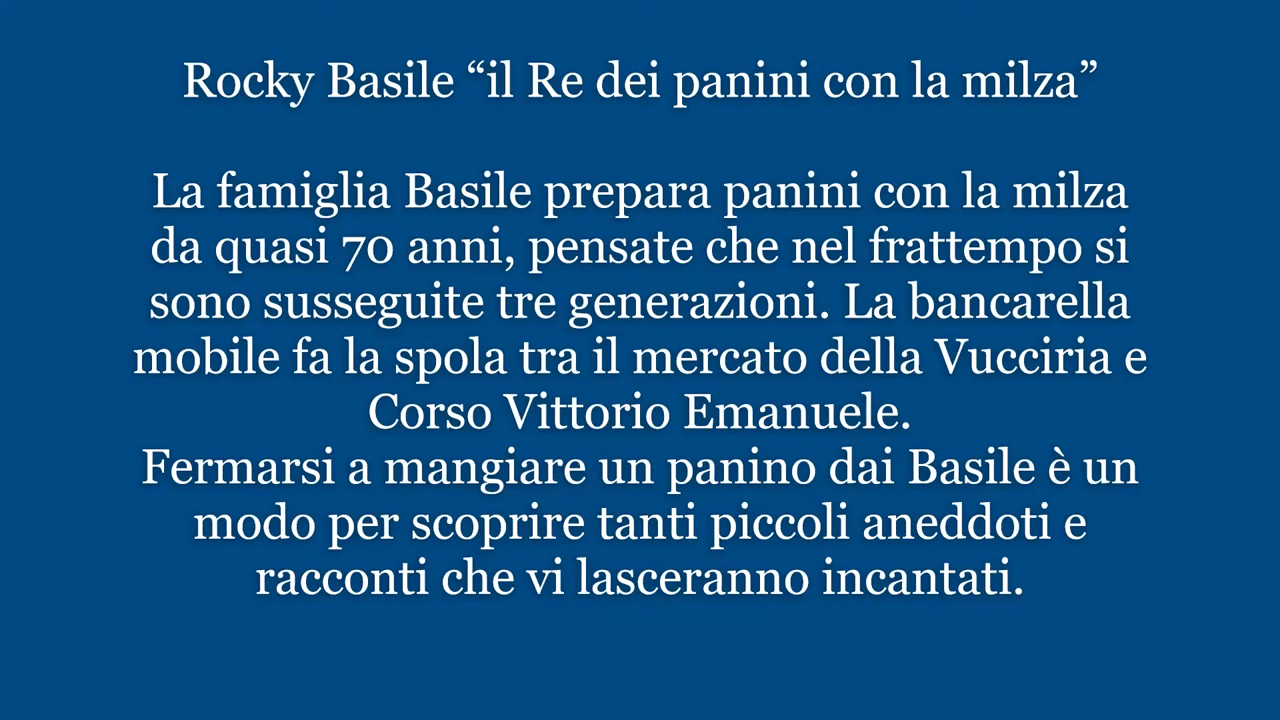 Rocky Basile “il Re dei panini con la milza”
La famiglia Basile prepara panini con la milza
da quasi 70 anni, pensate che nel frattempo si
sono susseguite tre generazioni. La bancarella
mobile fa la spola tra il mercato della Vucciria e
Corso Vittorio Emanuele.
Fermarsi a mangiare un panino dai Basile è un
modo per scoprire tanti piccoli aneddoti e
racconti che vi lasceranno incantati.